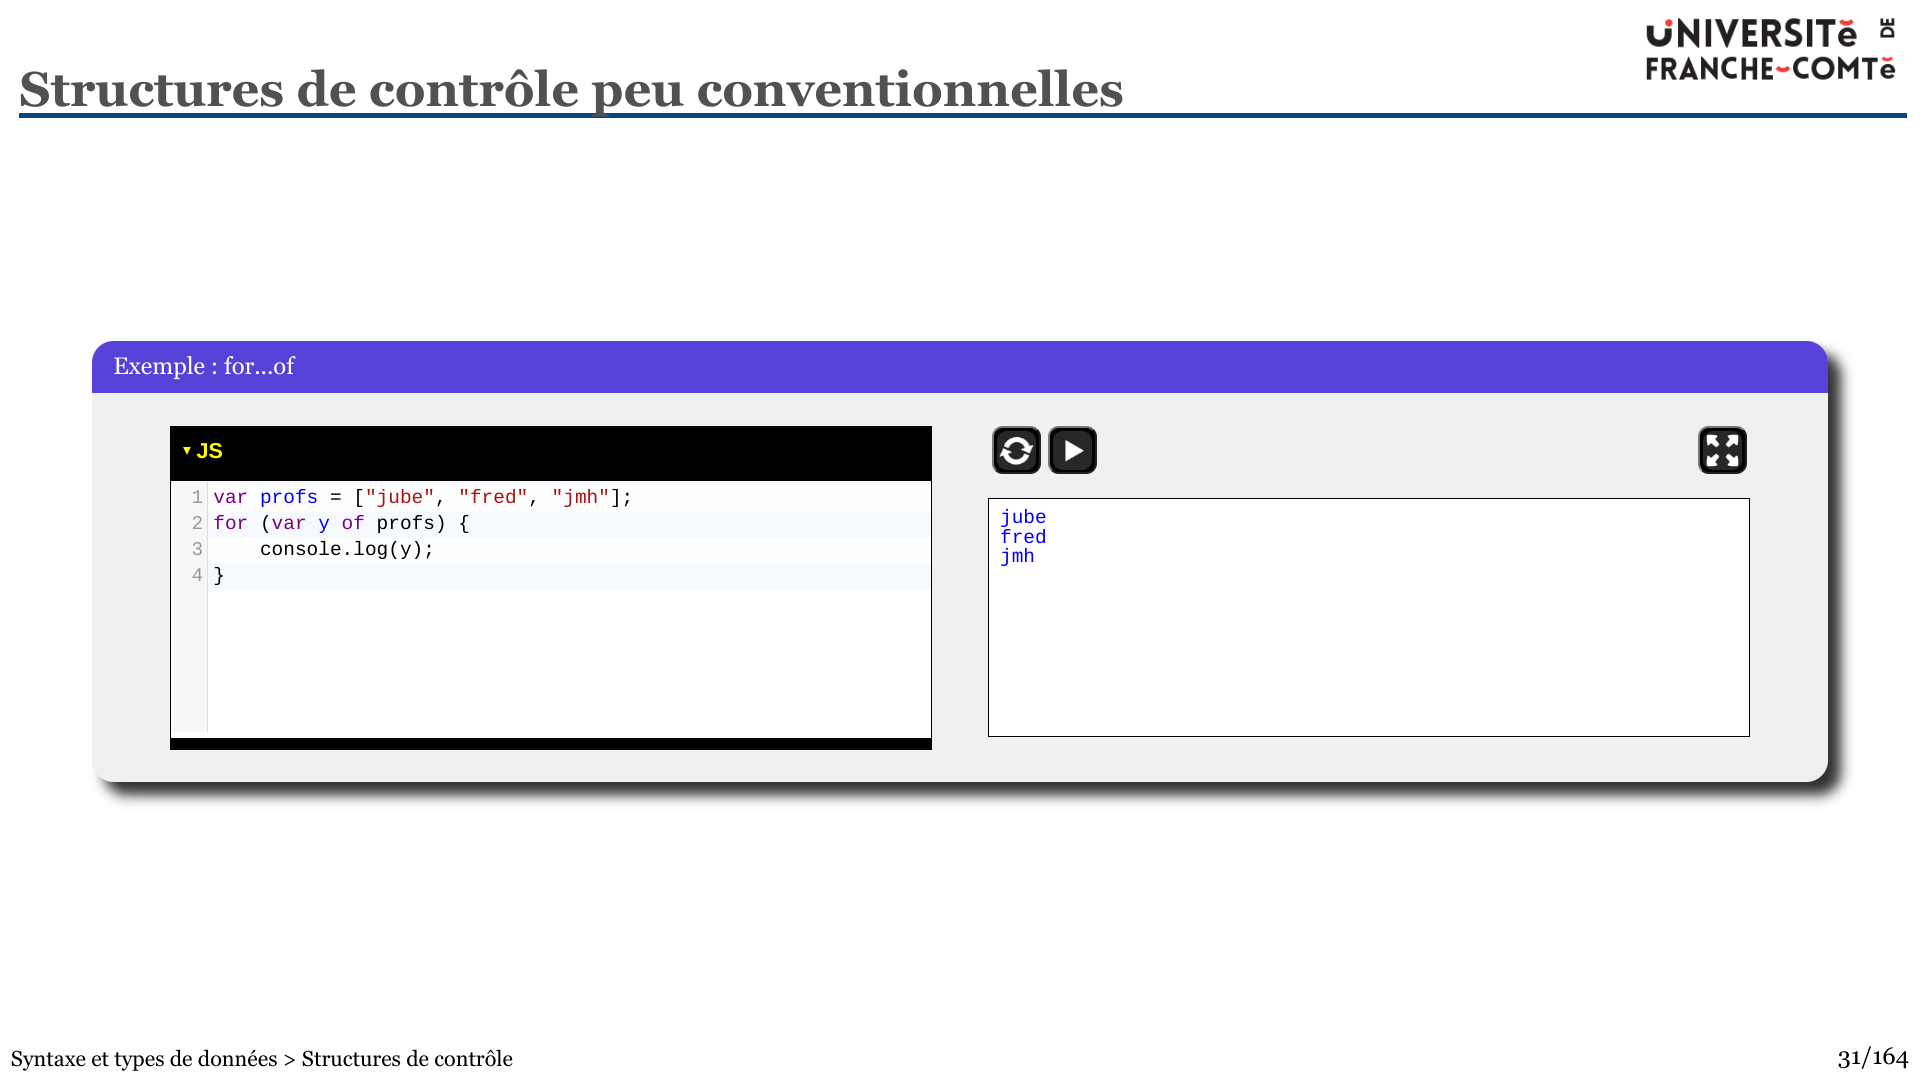 UNIVERSITé DE
FRANCHE-COMTé
Structures de contrôle peu conventionnelles
Exemple : for...of
▾ JS
1 var profs = ["jube", "fred", "jmh"];
2 for (var y of profs) {
3     console.log(y);
4 }
jube
fred
jmh
Syntaxe et types de données > Structures de contrôle
31/164